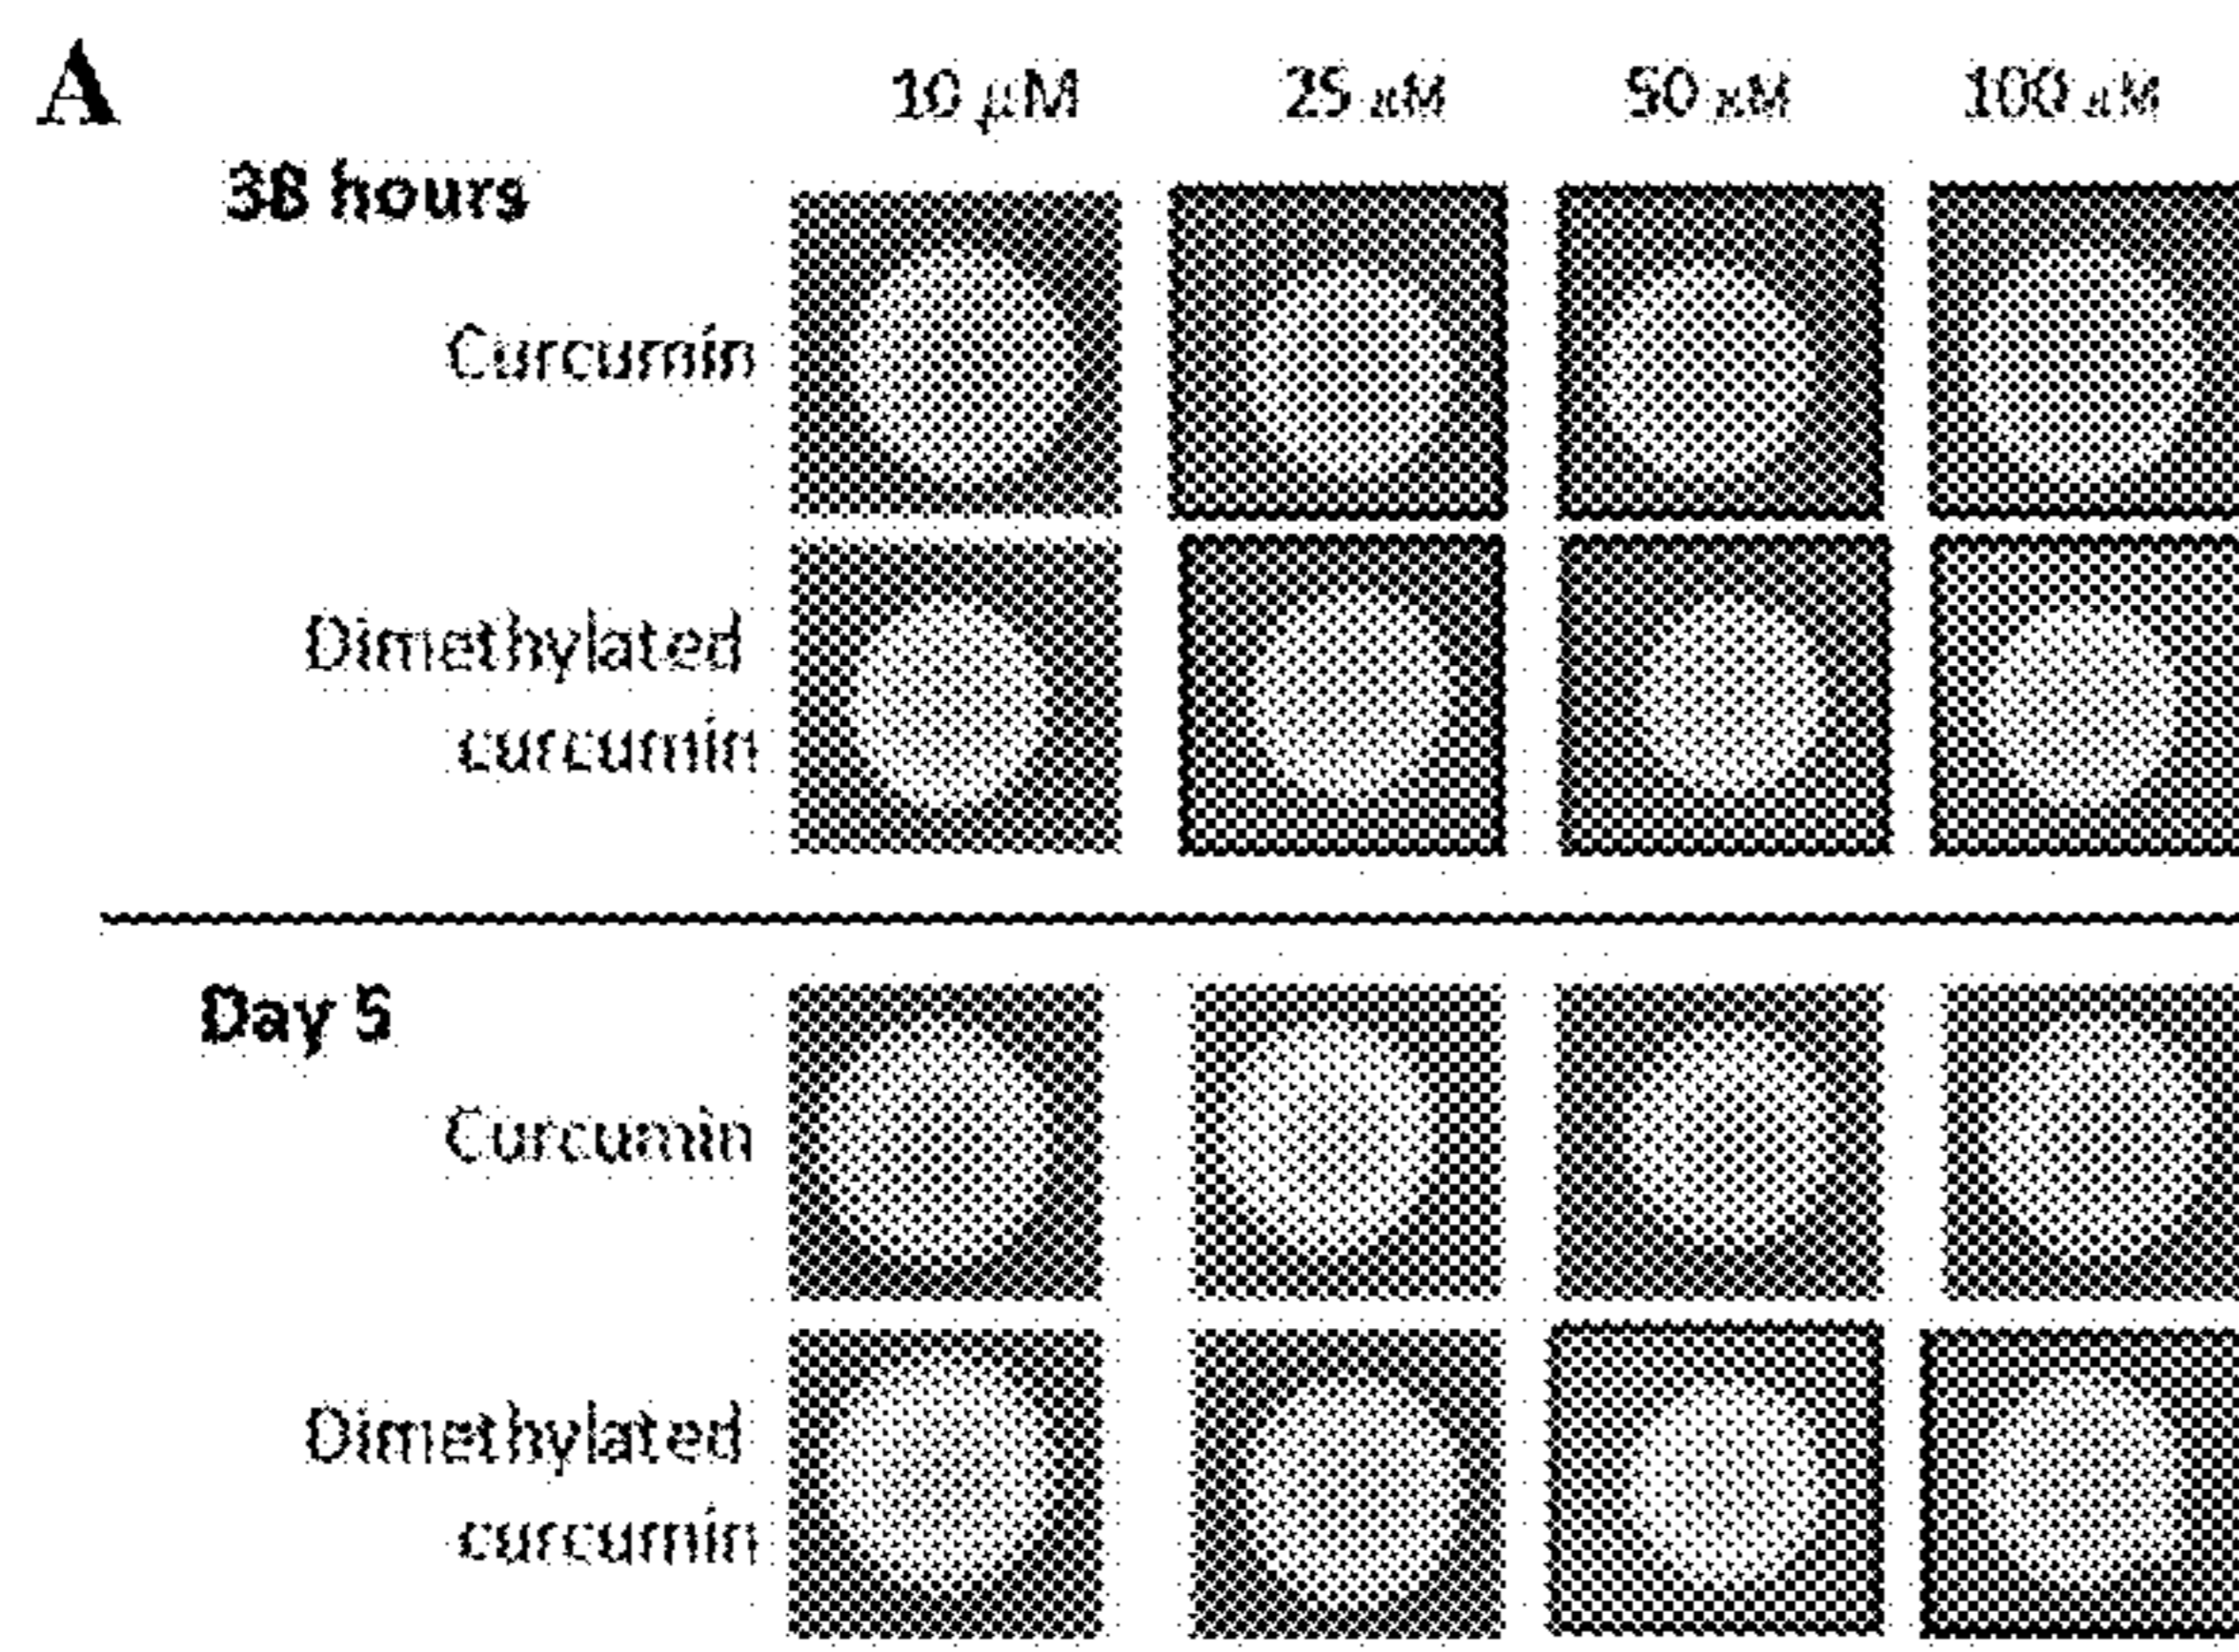 A
10 μM 25 μM 50 μM 100 μM
38 hours
Curcumin
Dimethylated
curcumin
Day 5
Curcumin
Dimethylated
curcumin